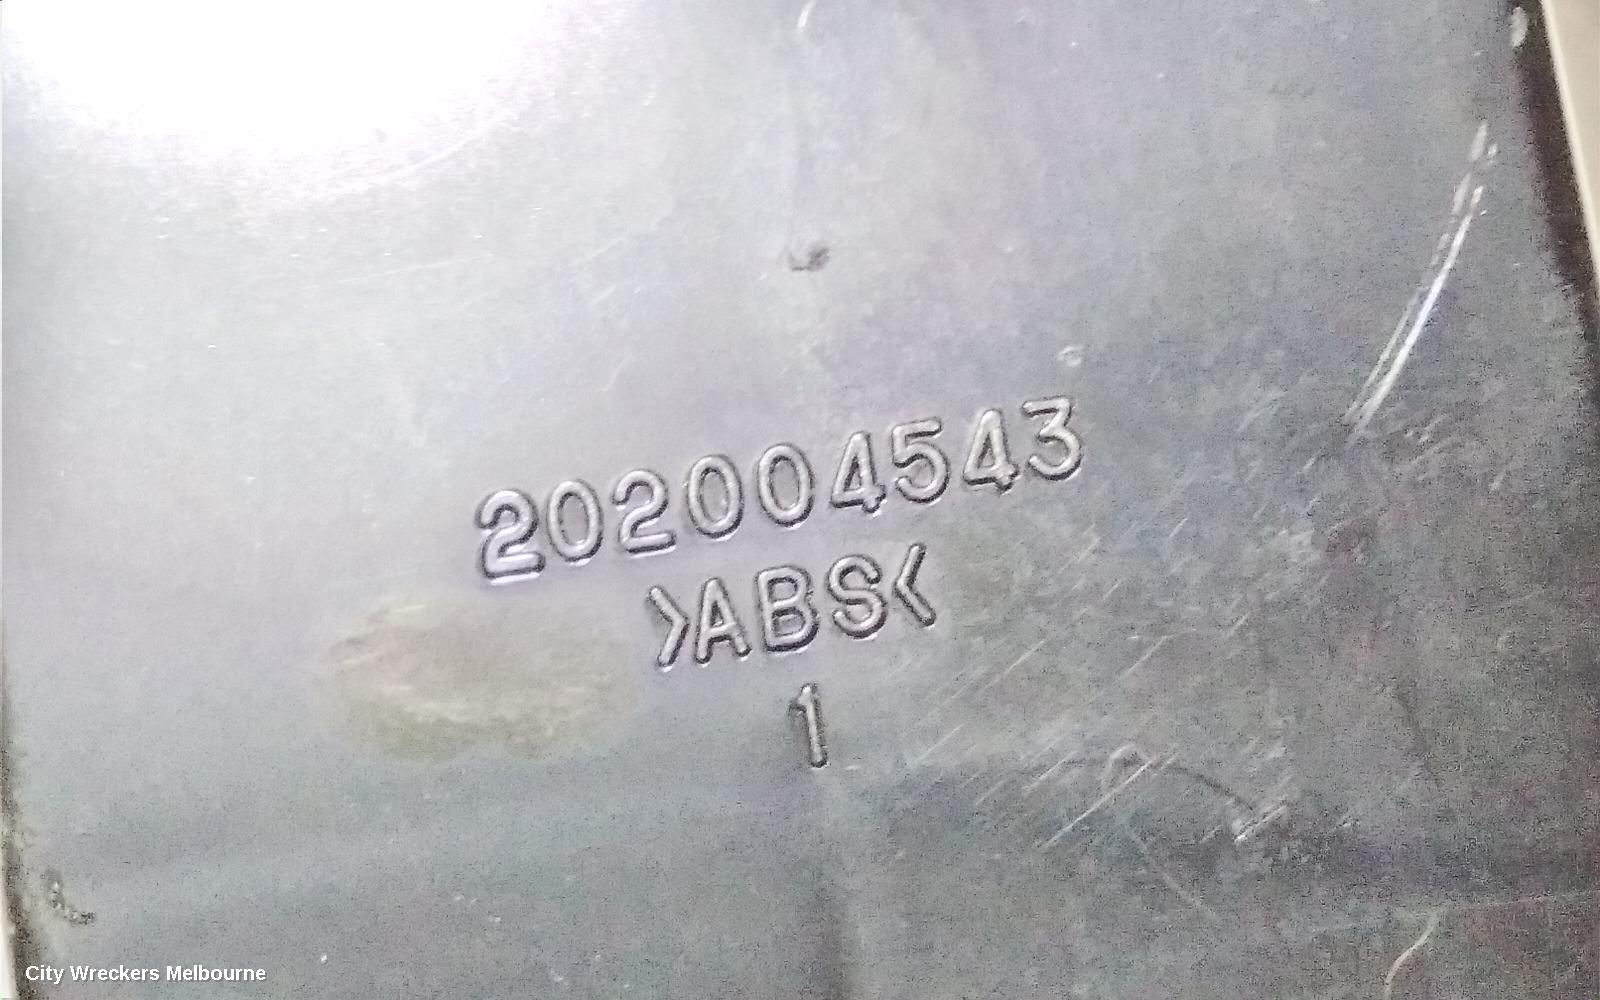 202004543
>ABS<
1
City Wreckers Melbourne